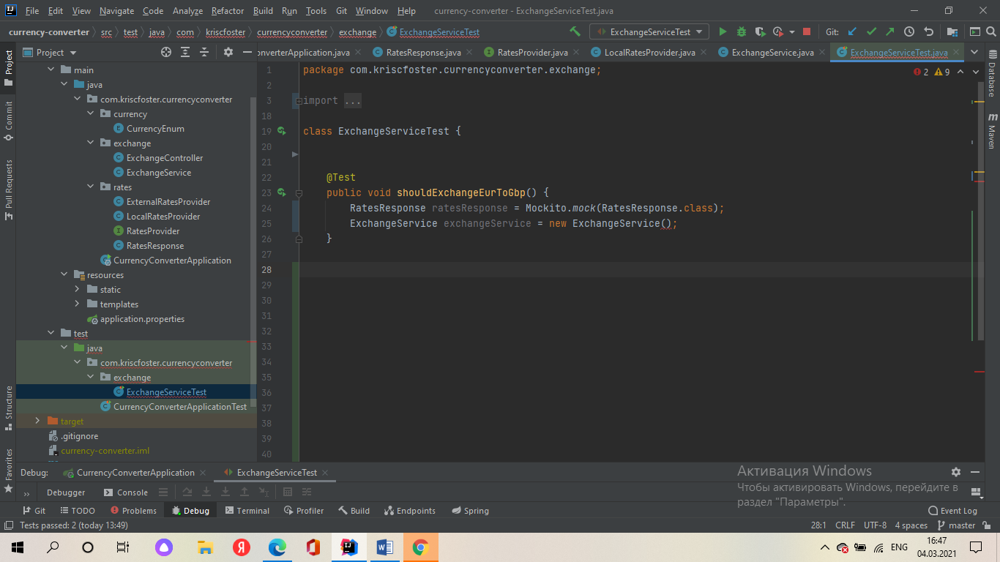 File Edit View Navigate Code Analyze Refactor Build Run Tools Git Window Help currency-converter - ExchangeServiceTest.java
currency-converter src test java com kriscfoster currencyconverter exchange ExchangeServiceTest ExchangeServiceTest Git:
Project
onverterApplication.java RatesResponse.java RatesProvider.java LocalRatesProvider.java ExchangeService.java ExchangeServiceTest.java
Project
Commit
Pull Requests
Structure
Favorites
main
java
com.kriscfoster.currencyconverter
currency
CurrencyEnum
exchange
ExchangeController
ExchangeService
rates
ExternalRatesProvider
LocalRatesProvider
RatesProvider
RatesResponse
CurrencyConverterApplication
resources
static
templates
application.properties
test
java
com.kriscfoster.currencyconverter
exchange
ExchangeServiceTest
CurrencyConverterApplicationTest
target
.gitignore
currency-converter.iml
2 9
1 package com.kriscfoster.currencyconverter.exchange;
2
3 import ...
18
19 class ExchangeServiceTest {
20
21
22 @Test
23 public void shouldExchangeEurToGbp() {
24 RatesResponse ratesResponse = Mockito.mock(RatesResponse.class);
25 ExchangeService exchangeService = new ExchangeService();
26 }
27
28
29
30
31
32
33
34
35
36
37
38
39
40
Database
Maven
Debug: CurrencyConverterApplication ExchangeServiceTest
Debugger Console
Активация Windows
Чтобы активировать Windows, перейдите в
раздел "Параметры".
Git TODO Problems Debug Terminal Profiler Build Endpoints Spring Event Log
Tests passed: 2 (today 13:49) 28:1 CRLF UTF-8 4 spaces master
ENG 16:47
04.03.2021